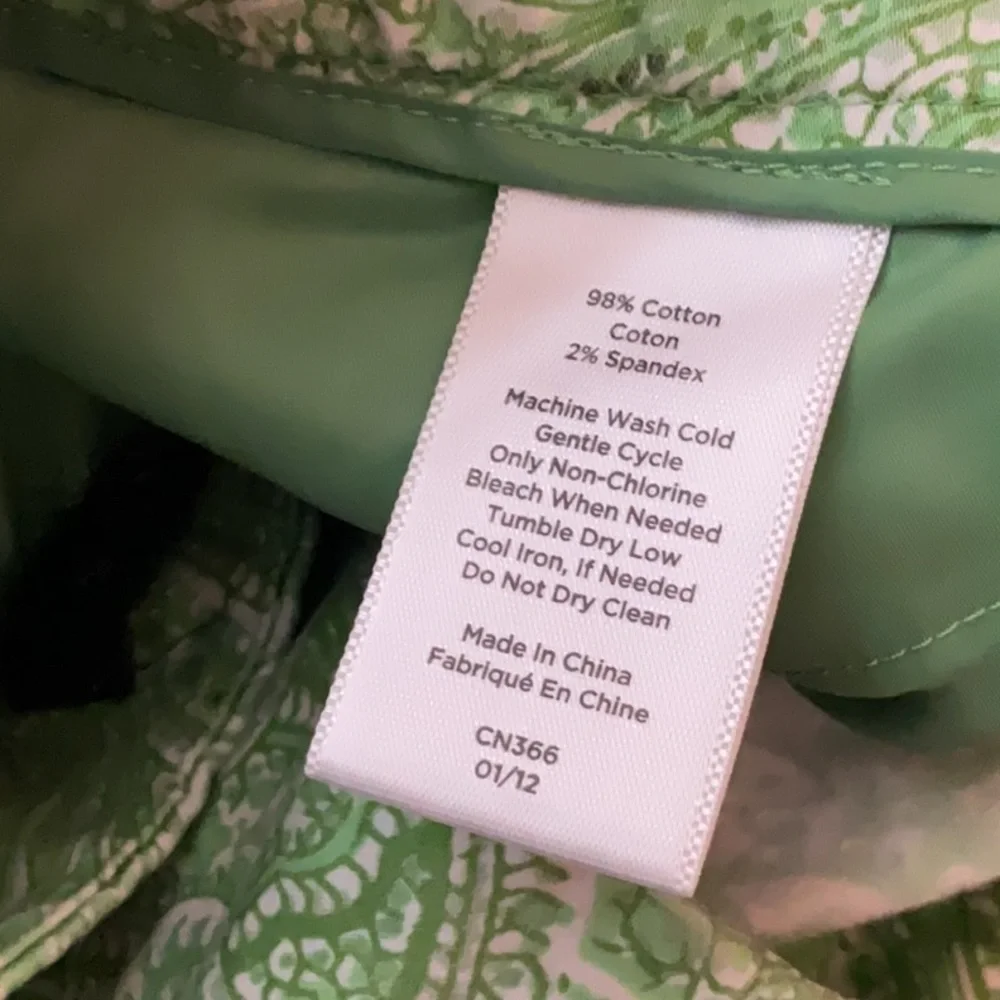 98% Cotton
Coton
2% Spandex
Machine Wash Cold
Gentle Cycle
Only Non-Chlorine
Bleach When Needed
Tumble Dry Low
Cool Iron, If Needed
Do Not Dry Clean
Made In China
Fabriqué En Chine
CN366
01/12